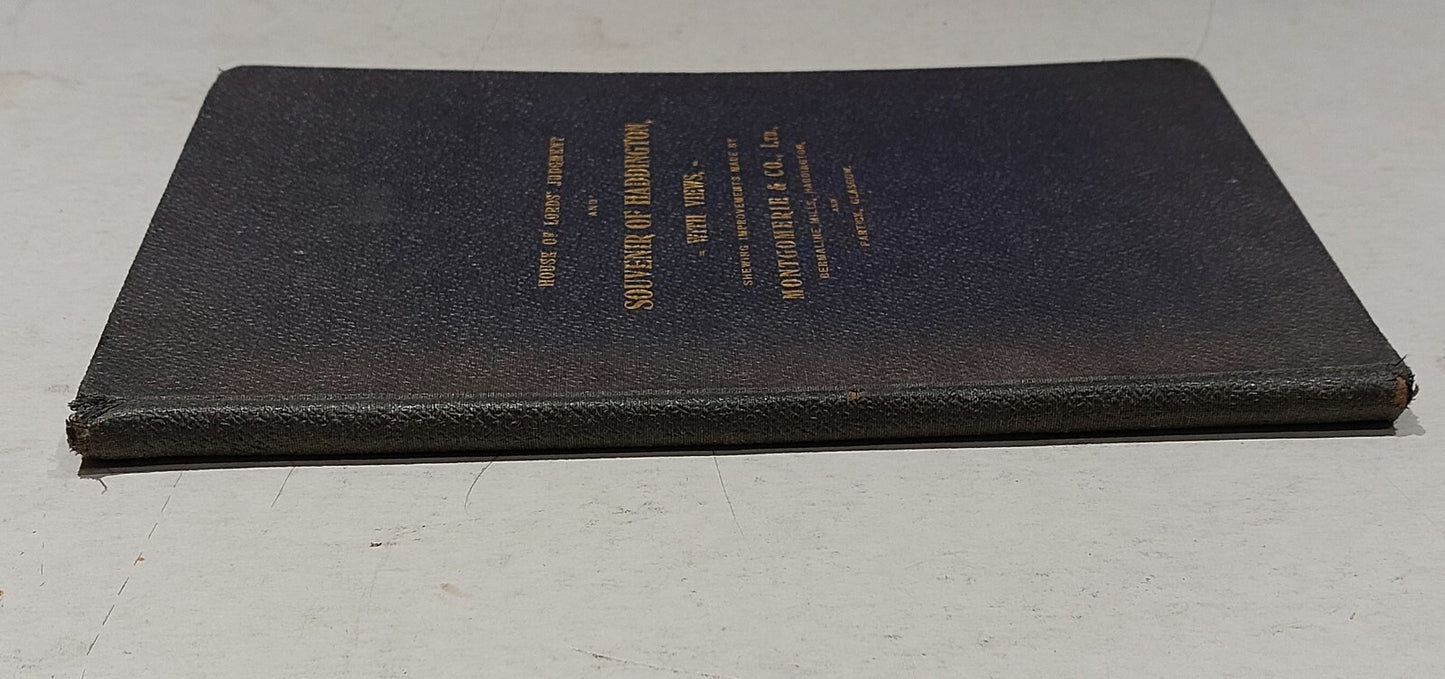 HOUSE OF LORDS' JUDGMENT
AND
SOUVENIR OF HADDINGTON,
= WITH VIEWS, =
SHEWING IMPROVEMENTS MADE BY
MONTGOMERIE & CO., LTD.,
BERMALINE MILLS, HADDINGTON,
AND
PARTICK, GLASGOW.